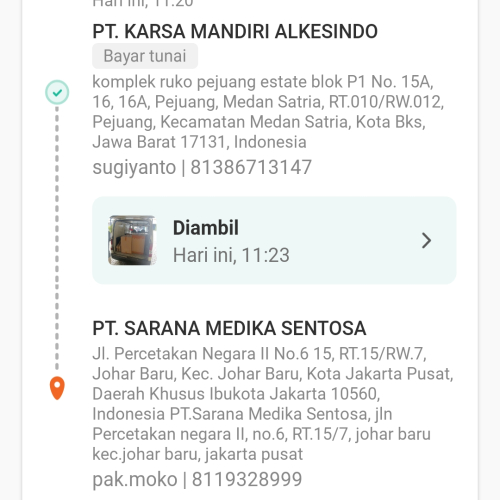 Hari ini, 11:20
PT. KARSA MANDIRI ALKESINDO
Bayar tunai
komplek ruko pejuang estate blok P1 No. 15A,
16, 16A, Pejuang, Medan Satria, RT.010/RW.012,
Pejuang, Kecamatan Medan Satria, Kota Bks,
Jawa Barat 17131, Indonesia
sugiyanto | 81386713147
Diambil
Hari ini, 11:23
PT. SARANA MEDIKA SENTOSA
Jl. Percetakan Negara II No.6 15, RT.15/RW.7,
Johar Baru, Kec. Johar Baru, Kota Jakarta Pusat,
Daerah Khusus Ibukota Jakarta 10560,
Indonesia PT.Sarana Medika Sentosa, jln
Percetakan negara II, no.6, RT.15/7, johar baru
kec.johar baru, jakarta pusat
pak.moko | 8119328999